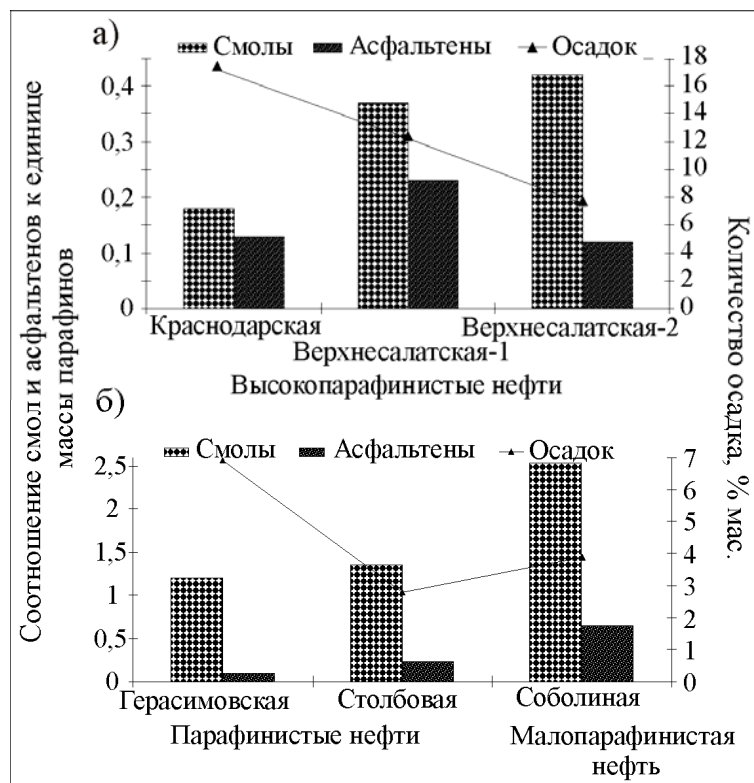 а)
Смолы Асфальтены Осадок
0,4
0,3
0,2
0,1
0
18
16
14
12
10
8
6
4
2
0
Краснодарская
Верхнесалатская-1
Верхнесалатская-2
Высокопарафинистые нефти
б)
Смолы Асфальтены Осадок
2,5
2
1,5
1
0,5
0
7
6
5
4
3
2
1
0
Герасимовская Столбовая Соболиная
Парафинистые нефти
Малопарафинистая
нефть
Соотношение смол и асфальтенов к единице
массы парафинов
Количество осадка, % мас.